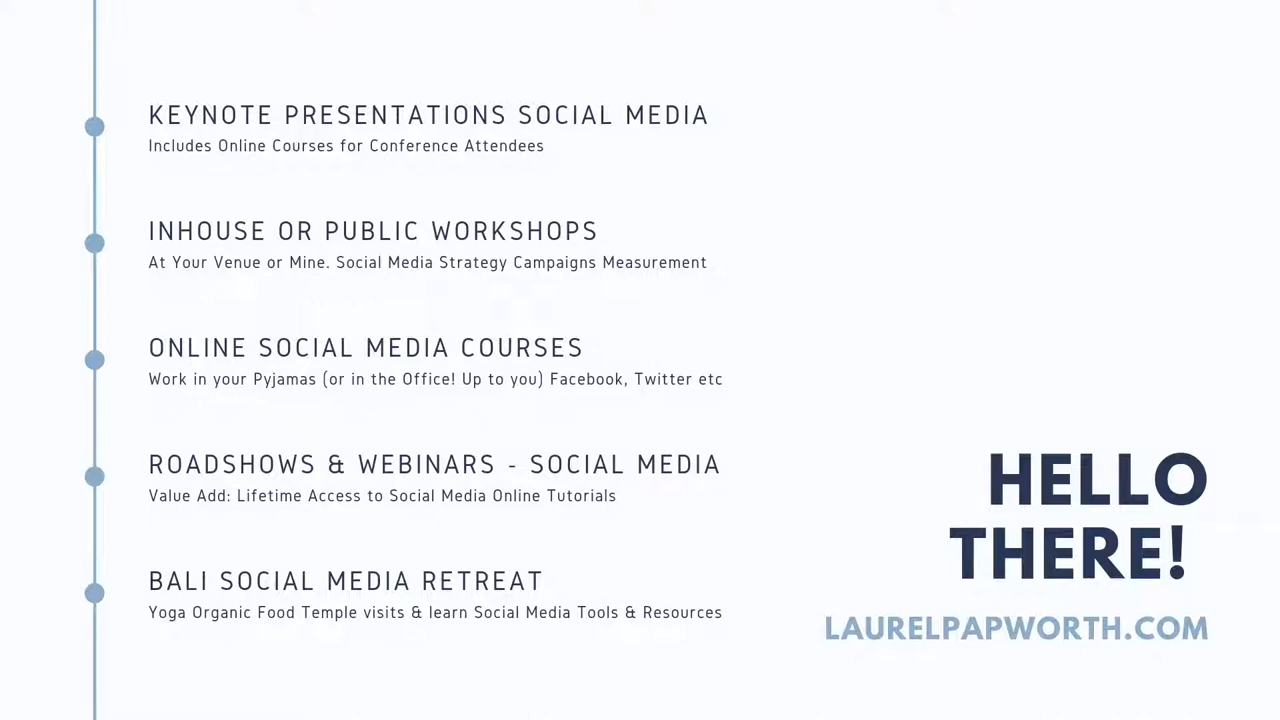 KEYNOTE PRESENTATIONS SOCIAL MEDIA
Includes Online Courses for Conference Attendees
INHOUSE OR PUBLIC WORKSHOPS
At Your Venue or Mine. Social Media Strategy Campaigns Measurement
ONLINE SOCIAL MEDIA COURSES
Work in your Pyjamas (or in the Office! Up to you) Facebook, Twitter etc
ROADSHOWS & WEBINARS - SOCIAL MEDIA
Value Add: Lifetime Access to Social Media Online Tutorials
BALI SOCIAL MEDIA RETREAT
Yoga Organic Food Temple visits & learn Social Media Tools & Resources
HELLO
THERE!
LAURELPAPWORTH.COM